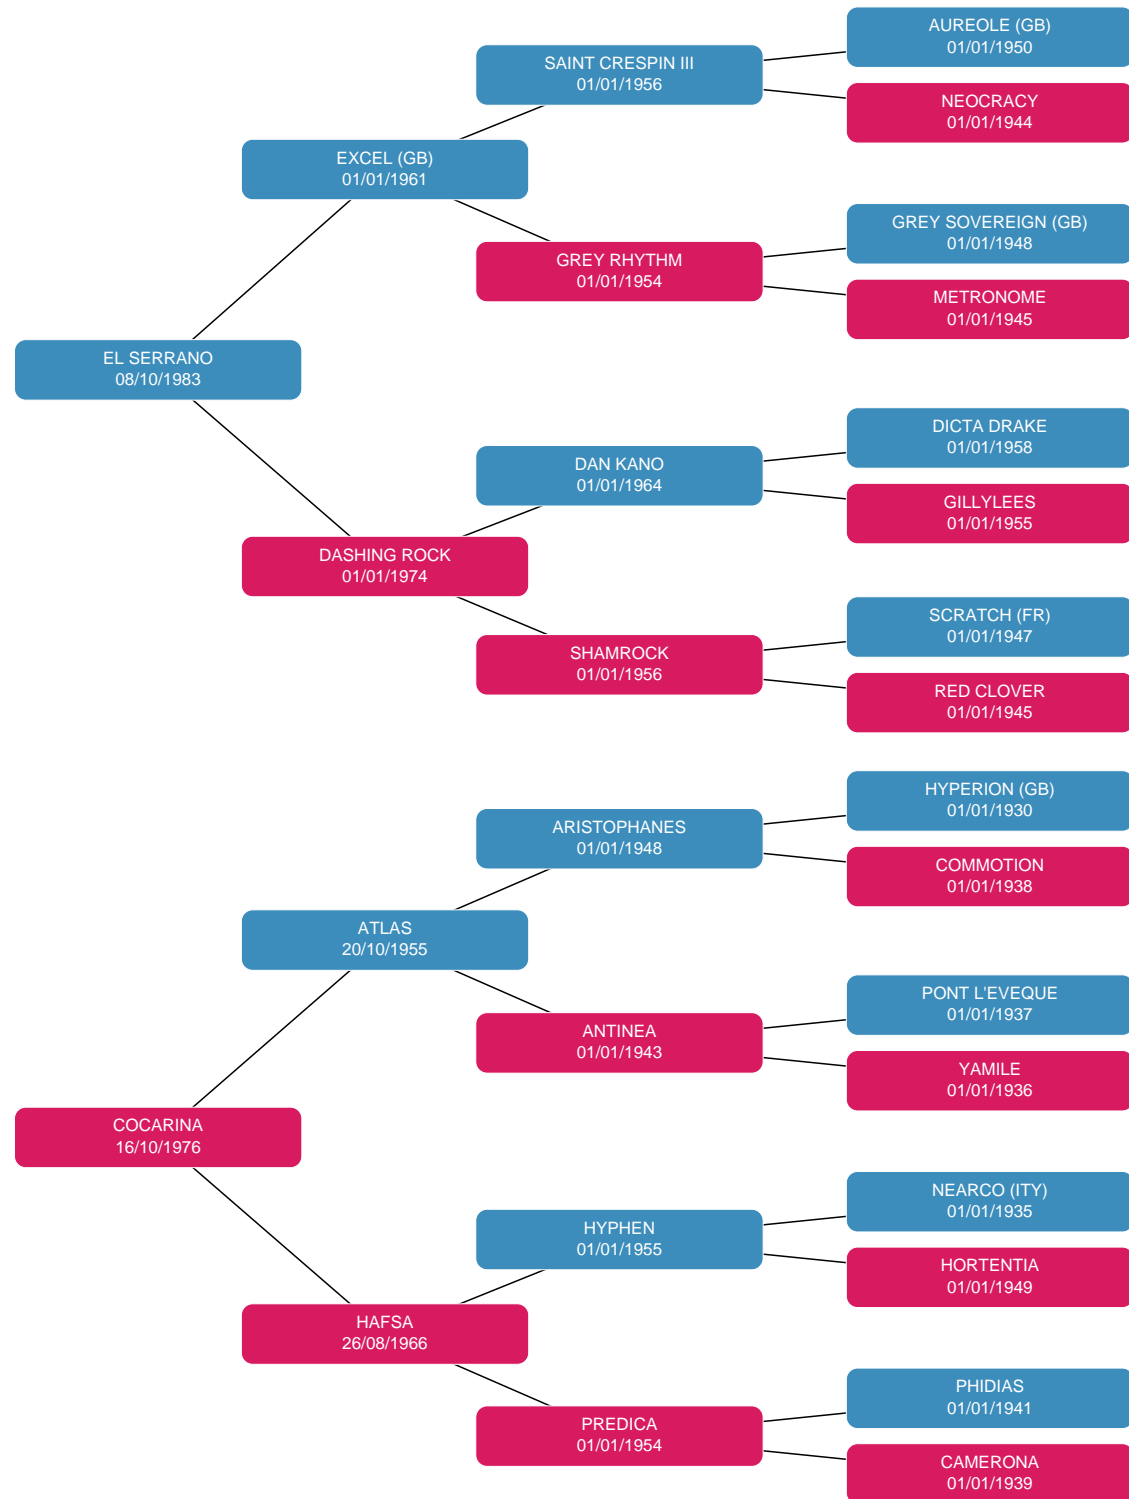 AUREOLE (GB)
01/01/1950
SAINT CRESPIN III
01/01/1956
NEOCRACY
01/01/1944
EXCEL (GB)
01/01/1961
GREY SOVEREIGN (GB)
01/01/1948
GREY RHYTHM
01/01/1954
METRONOME
01/01/1945
EL SERRANO
08/10/1983
DICTA DRAKE
01/01/1958
DAN KANO
01/01/1964
GILLYLEES
01/01/1955
DASHING ROCK
01/01/1974
SCRATCH (FR)
01/01/1947
SHAMROCK
01/01/1956
RED CLOVER
01/01/1945
HYPERION (GB)
01/01/1930
ARISTOPHANES
01/01/1948
COMMOTION
01/01/1938
ATLAS
20/10/1955
PONT L'EVEQUE
01/01/1937
ANTINEA
01/01/1943
YAMILE
01/01/1936
COCARINA
16/10/1976
NEARCO (ITY)
01/01/1935
HYPHEN
01/01/1955
HORTENTIA
01/01/1949
HAFSA
26/08/1966
PHIDIAS
01/01/1941
PREDICA
01/01/1954
CAMERONA
01/01/1939